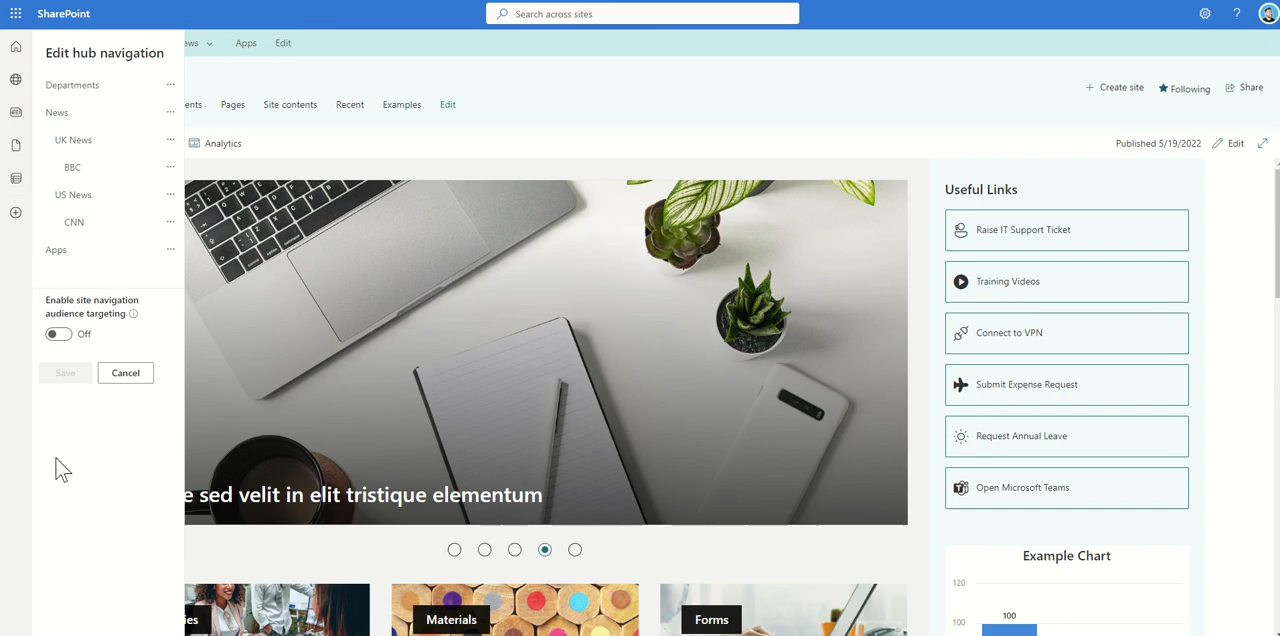 SharePoint
Search across sites
?
Edit hub navigation
Departments
News
UK News
BBC
US News
CNN
Apps
Enable site navigation
audience targeting
Off
Save
Cancel
ews
Apps
Edit
ents
Pages
Site contents
Recent
Examples
Edit
Create site
Following
Share
Analytics
Published 5/19/2022
Edit
e sed velit in elit tristique elementum
ies
Materials
Forms
Useful Links
Raise IT Support Ticket
Training Videos
Connect to VPN
Submit Expense Request
Request Annual Leave
Open Microsoft Teams
Example Chart
120
100
100